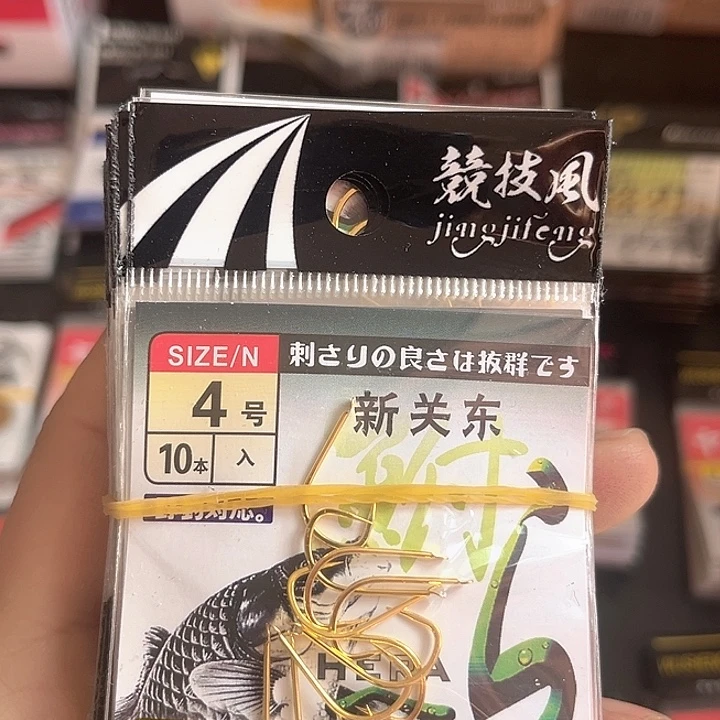 競技風
jingjifeng
SIZE/N
刺さりの良さは抜群です
4号
10本 入
新关东
HERA